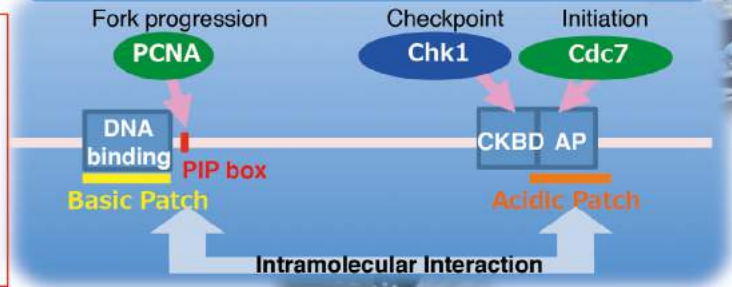 Fork progression
Checkpoint
Initiation
PCNA
Chk1
Cdc7
DNA
binding
CKBD
AP
PIP box
Basic Patch
Acidic Patch
Intramolecular Interaction